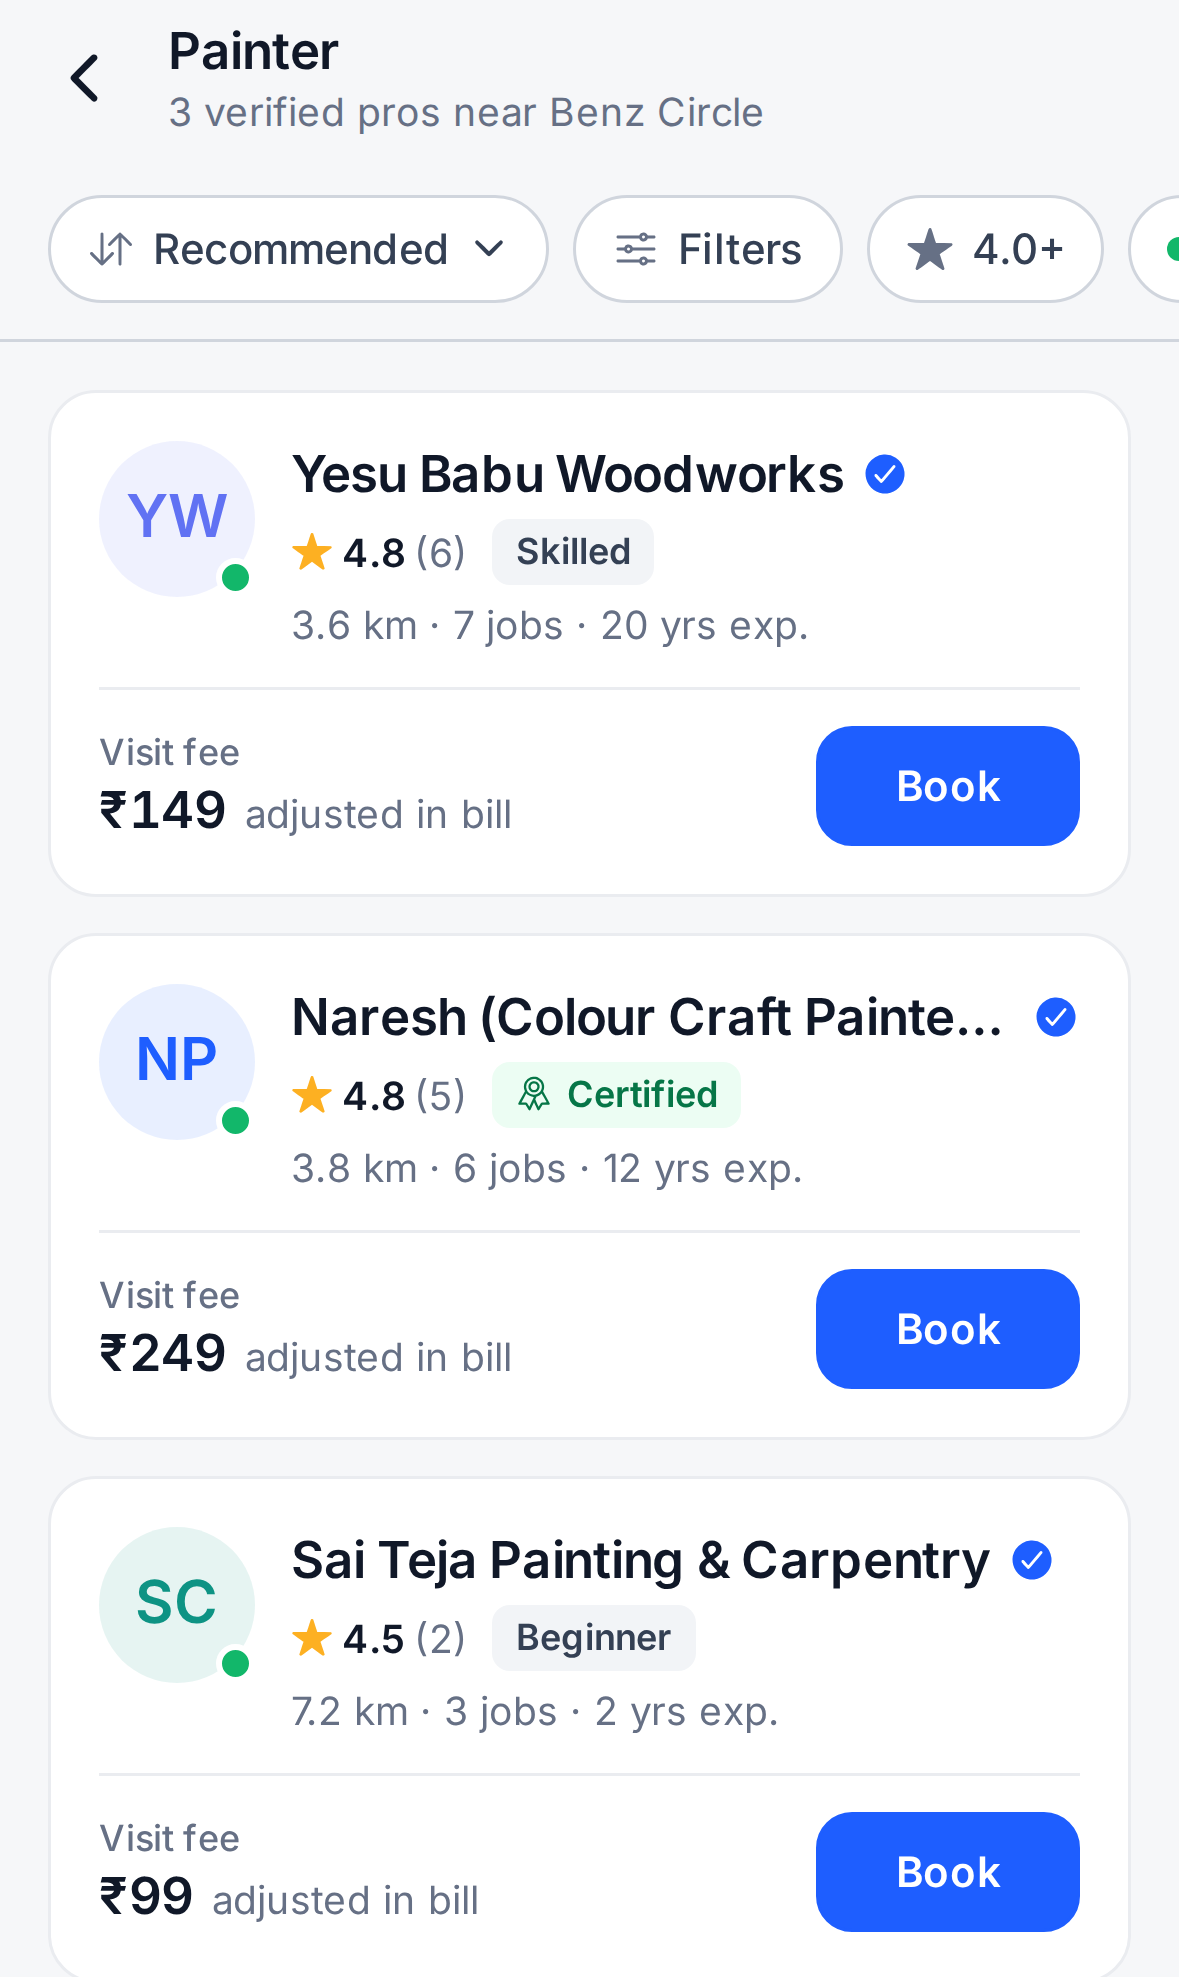 Painter
3 verified pros near Benz Circle
Recommended
Filters
4.0+
YW
Yesu Babu Woodworks
4.8 (6) Skilled
3.6 km · 7 jobs · 20 yrs exp.
Visit fee
₹149 adjusted in bill
Book
NP
Naresh (Colour Craft Painte...
4.8 (5) Certified
3.8 km · 6 jobs · 12 yrs exp.
Visit fee
₹249 adjusted in bill
Book
SC
Sai Teja Painting & Carpentry
4.5 (2) Beginner
7.2 km · 3 jobs · 2 yrs exp.
Visit fee
₹99 adjusted in bill
Book